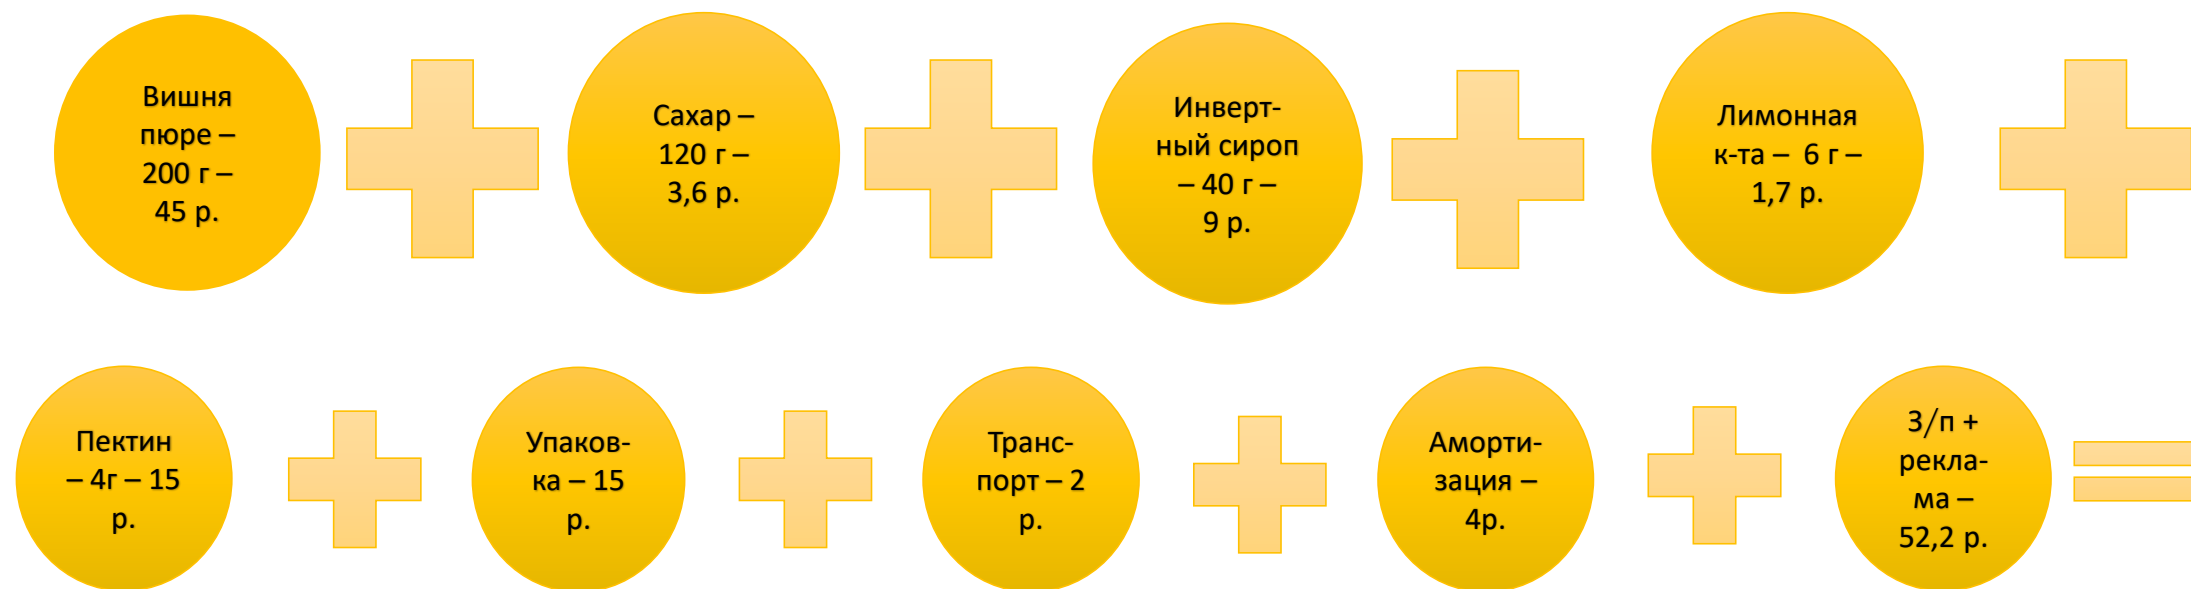 Вишня
пюре –
200 г –
45 р.
Сахар –
120 г –
3,6 р.
Инверт-
ный сироп
– 40 г –
9 р.
Лимонная
к-та – 6 г –
1,7 р.
Пектин
– 4г – 15
р.
Упаков-
ка – 15
р.
Транс-
порт – 2
р.
Аморти-
зация –
4р.
З/п +
рекла-
ма –
52,2 р.